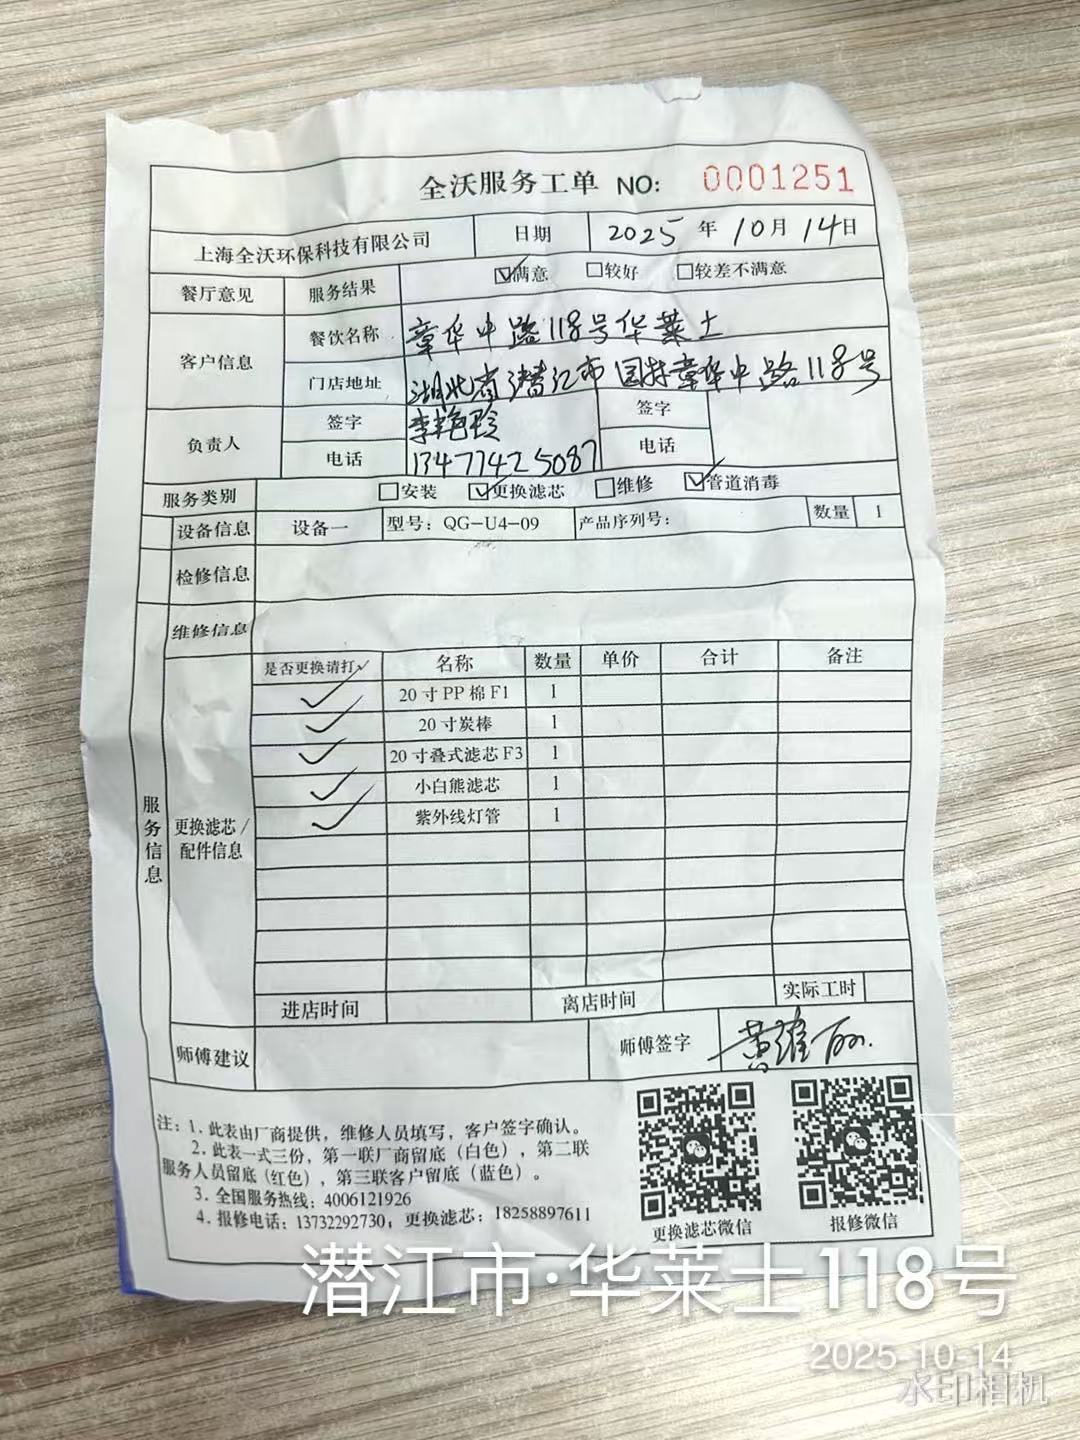 全沃服务工单 NO: 0001251
上海全沃环保科技有限公司 日期 2025 年 10 月 14 日
餐厅意见 服务结果 ☑满意 □较好 □较差不满意
客户信息 餐饮名称 章华中路118号华莱士
门店地址 湖北省潜江市园林章华中路118号
负责人 签字 李艳玲 签字
电话 13477425087 电话
服务类别 □安装 ☑更换滤芯 □维修 ☑管道消毒
设备信息 设备一 型号：QG-U4-09 产品序列号： 数量 1
检修信息
维修信息
服务信息
更换滤芯/配件信息
是否更换请打✓ 名称 数量 单价 合计 备注
✓ 20寸PP棉F1 1
✓ 20寸炭棒 1
✓ 20寸叠式滤芯F3 1
✓ 小白熊滤芯 1
✓ 紫外线灯管 1
进店时间 离店时间 实际工时
师傅建议 师傅签字 黄耀
注：1．此表由厂商提供，维修人员填写，客户签字确认。
2．此表一式三份，第一联厂商留底（白色），第二联
服务人员留底（红色），第三联客户留底（蓝色）。
3．全国服务热线：4006121926
4．报修电话：13732292730；更换滤芯：18258897611
更换滤芯微信 报修微信
潜江市·华莱士118号
2025-10-14
水印相机